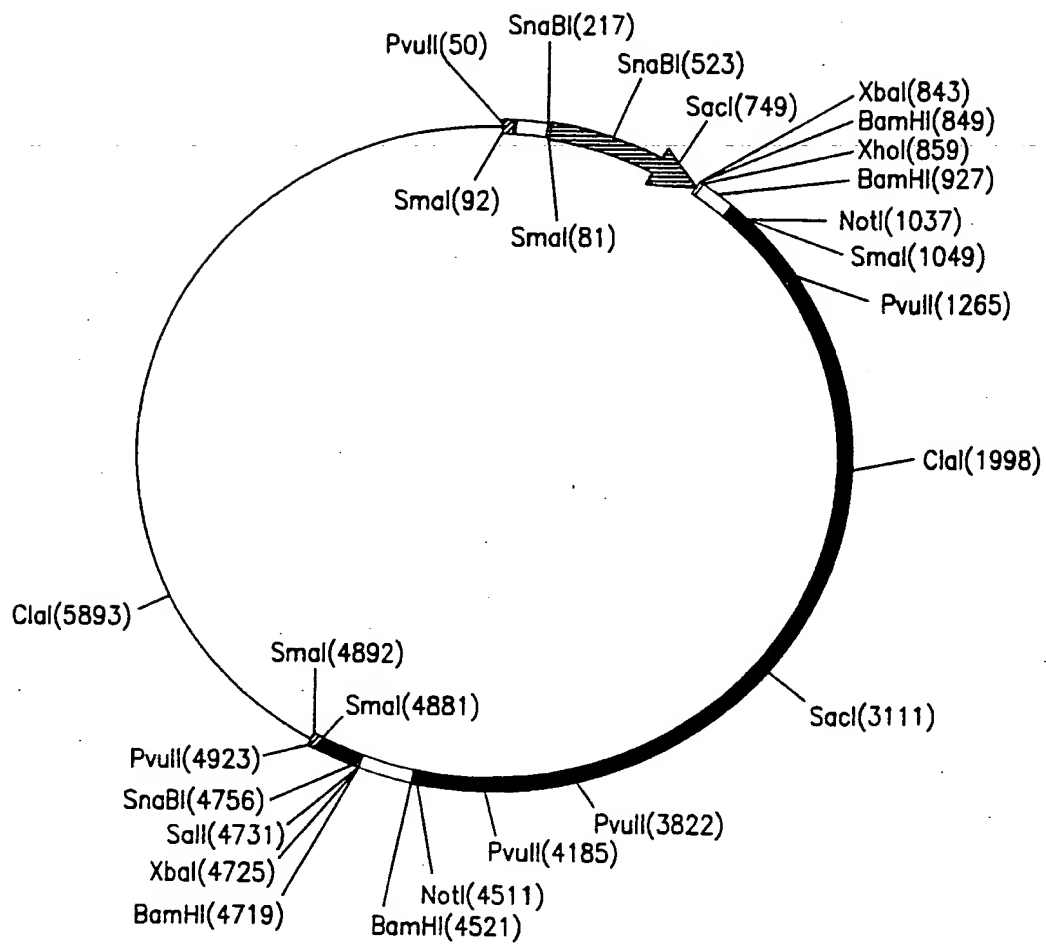 SnaBI(217)
PvuII(50)
SnaBI(523)
SacI(749)
XbaI(843)
BamHI(849)
XhoI(859)
BamHI(927)
SmaI(92)
SmaI(81)
NotI(1037)
SmaI(1049)
PvuII(1265)
ClaI(1998)
ClaI(5893)
SmaI(4892)
SmaI(4881)
SacI(3111)
PvuII(4923)
SnaBI(4756)
SalI(4731)
XbaI(4725)
BamHI(4719)
PvuII(3822)
PvuII(4185)
NotI(4511)
BamHI(4521)